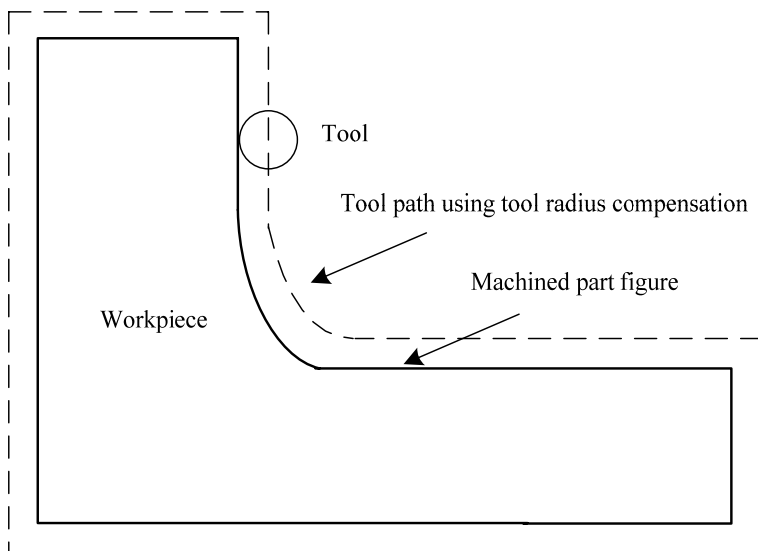 Tool
Tool path using tool radius compensation
Machined part figure
Workpiece